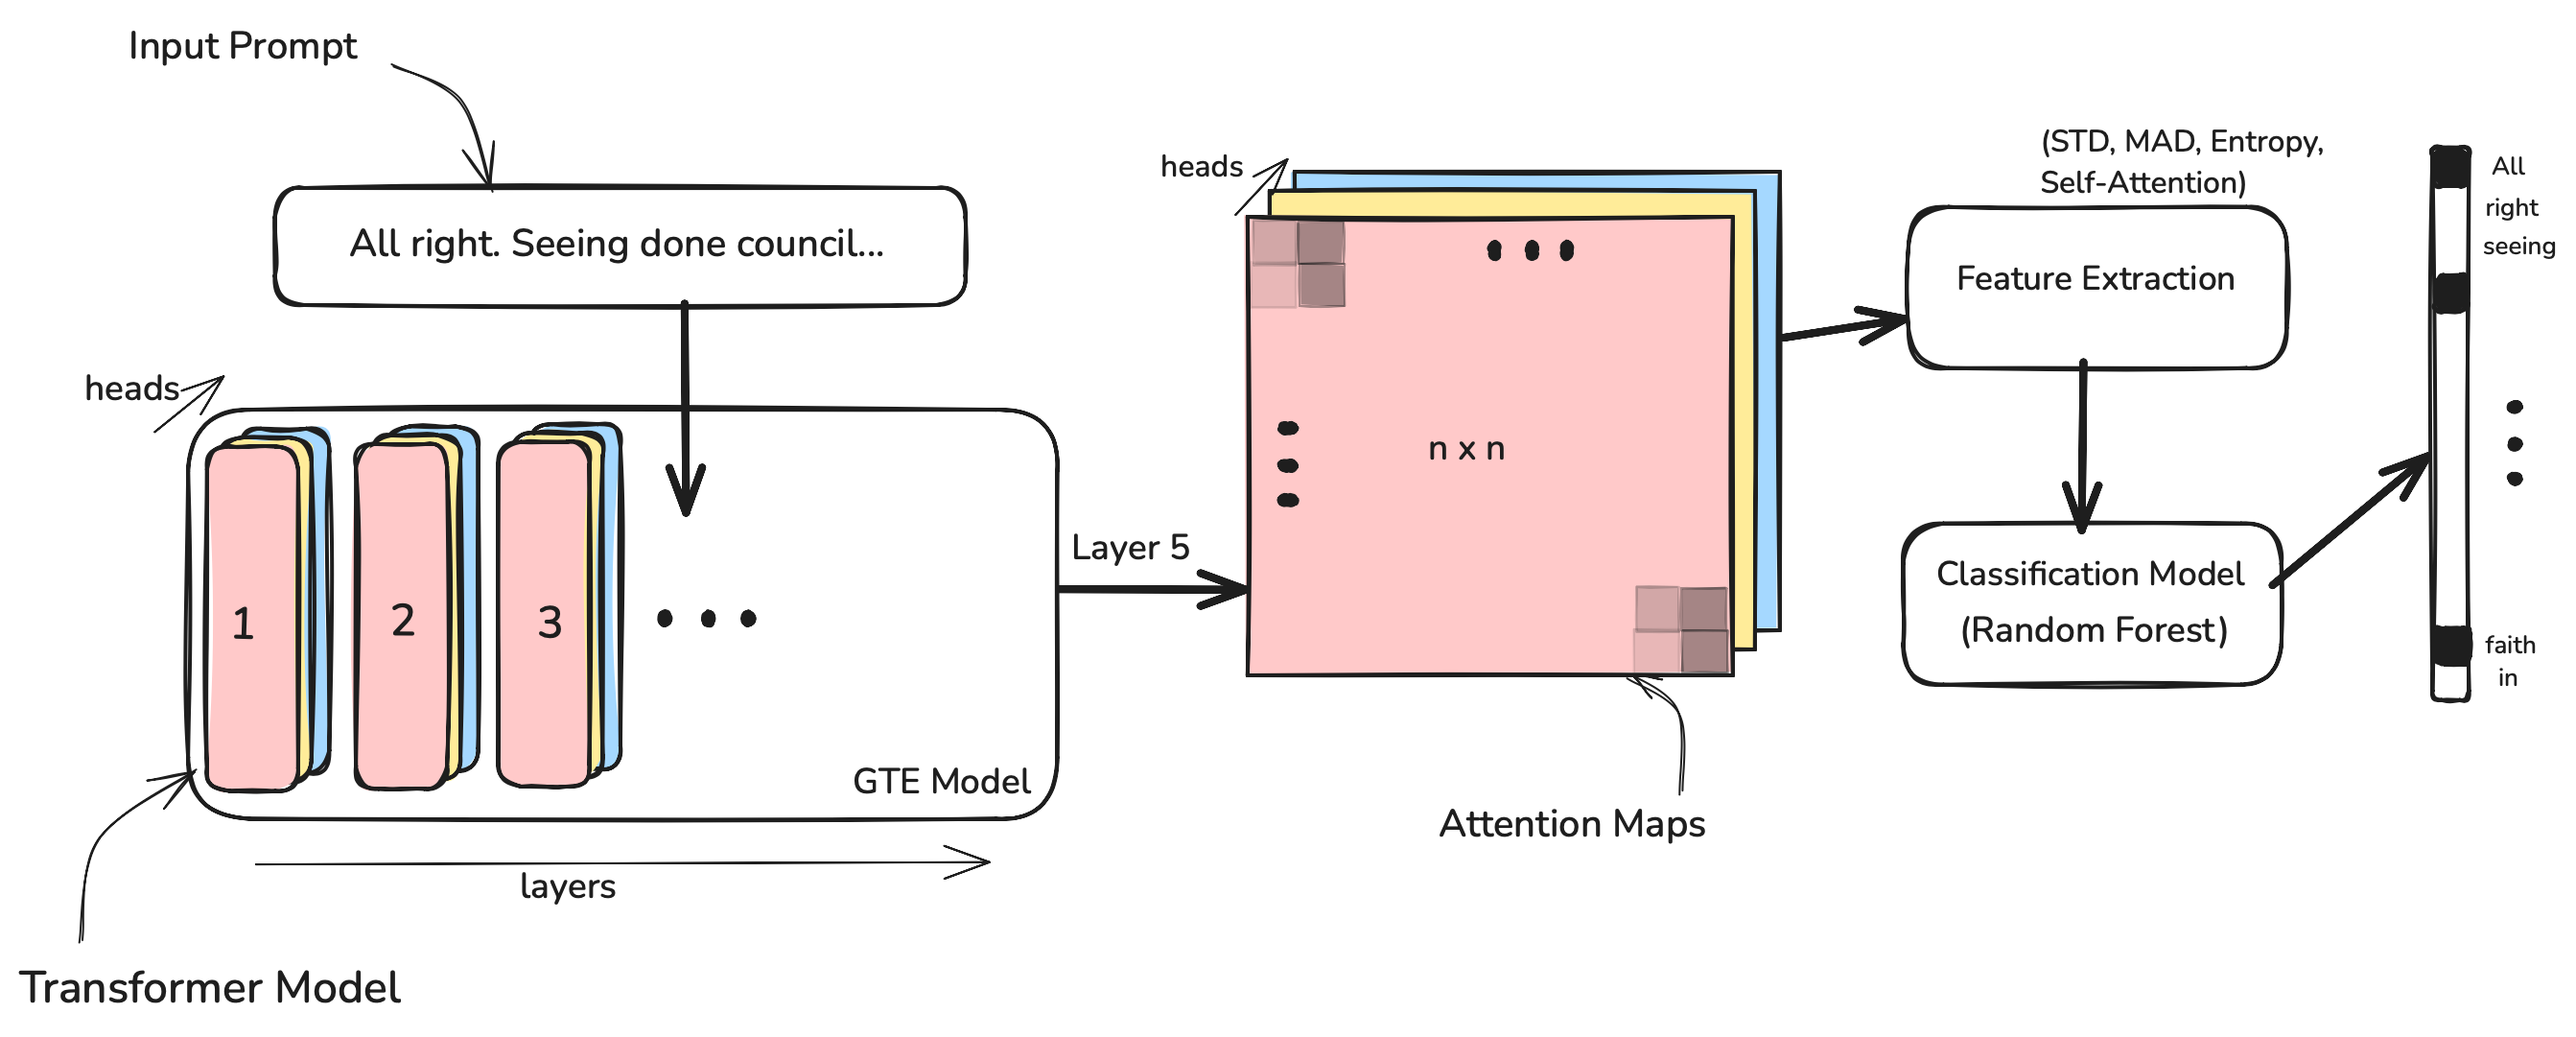 Input Prompt
All right. Seeing done council...
heads
1
2
3
GTE Model
layers
Transformer Model
Layer 5
heads
n x n
Attention Maps
(STD, MAD, Entropy,
Self-Attention)
Feature Extraction
Classification Model
(Random Forest)
All
right
seeing
faith
in